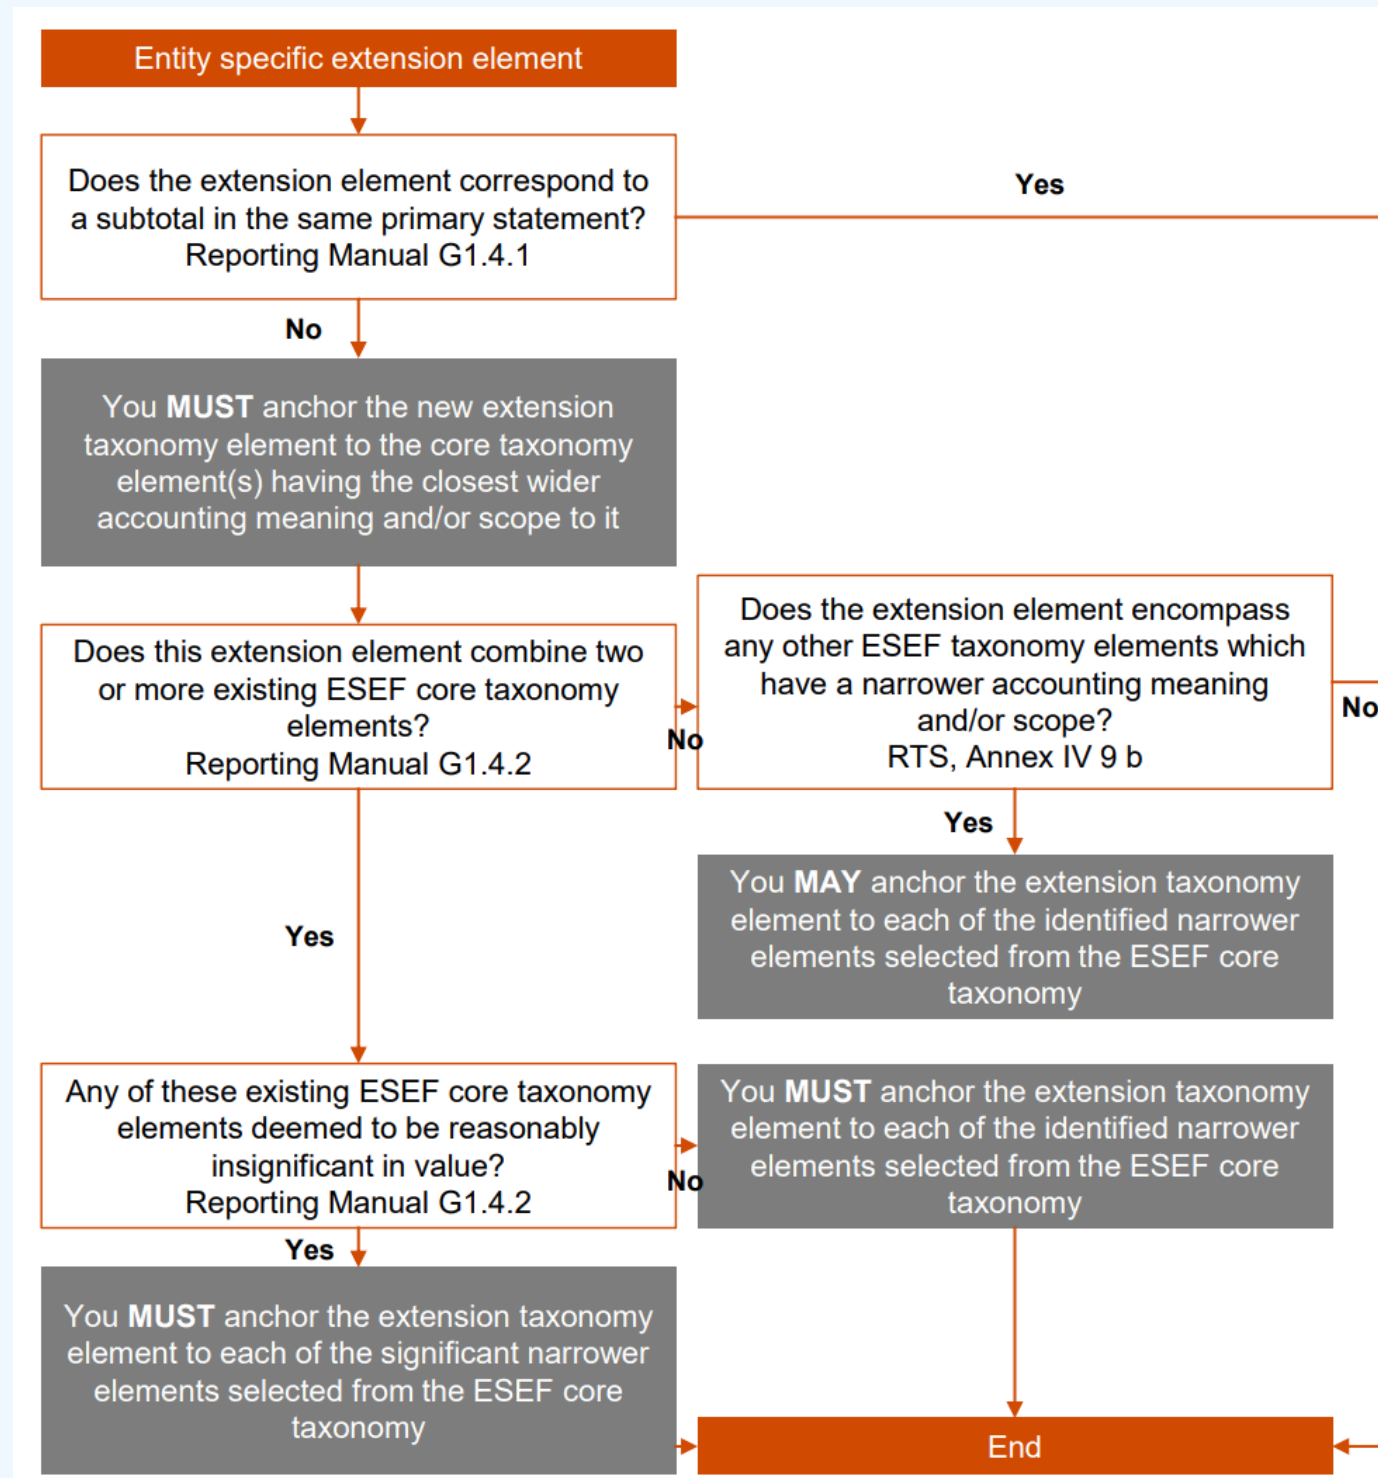 Entity specific extension element
Does the extension element correspond to
a subtotal in the same primary statement?
Reporting Manual G1.4.1
Yes
No
You MUST anchor the new extension
taxonomy element to the core taxonomy
element(s) having the closest wider
accounting meaning and/or scope to it
Does this extension element combine two
or more existing ESEF core taxonomy
elements?
Reporting Manual G1.4.2
No
Does the extension element encompass
any other ESEF taxonomy elements which
have a narrower accounting meaning
and/or scope?
RTS, Annex IV 9 b
No
Yes
You MAY anchor the extension taxonomy
element to each of the identified narrower
elements selected from the ESEF core
taxonomy
Yes
Any of these existing ESEF core taxonomy
elements deemed to be reasonably
insignificant in value?
Reporting Manual G1.4.2
No
You MUST anchor the extension taxonomy
element to each of the identified narrower
elements selected from the ESEF core
taxonomy
Yes
You MUST anchor the extension taxonomy
element to each of the significant narrower
elements selected from the ESEF core
taxonomy
End